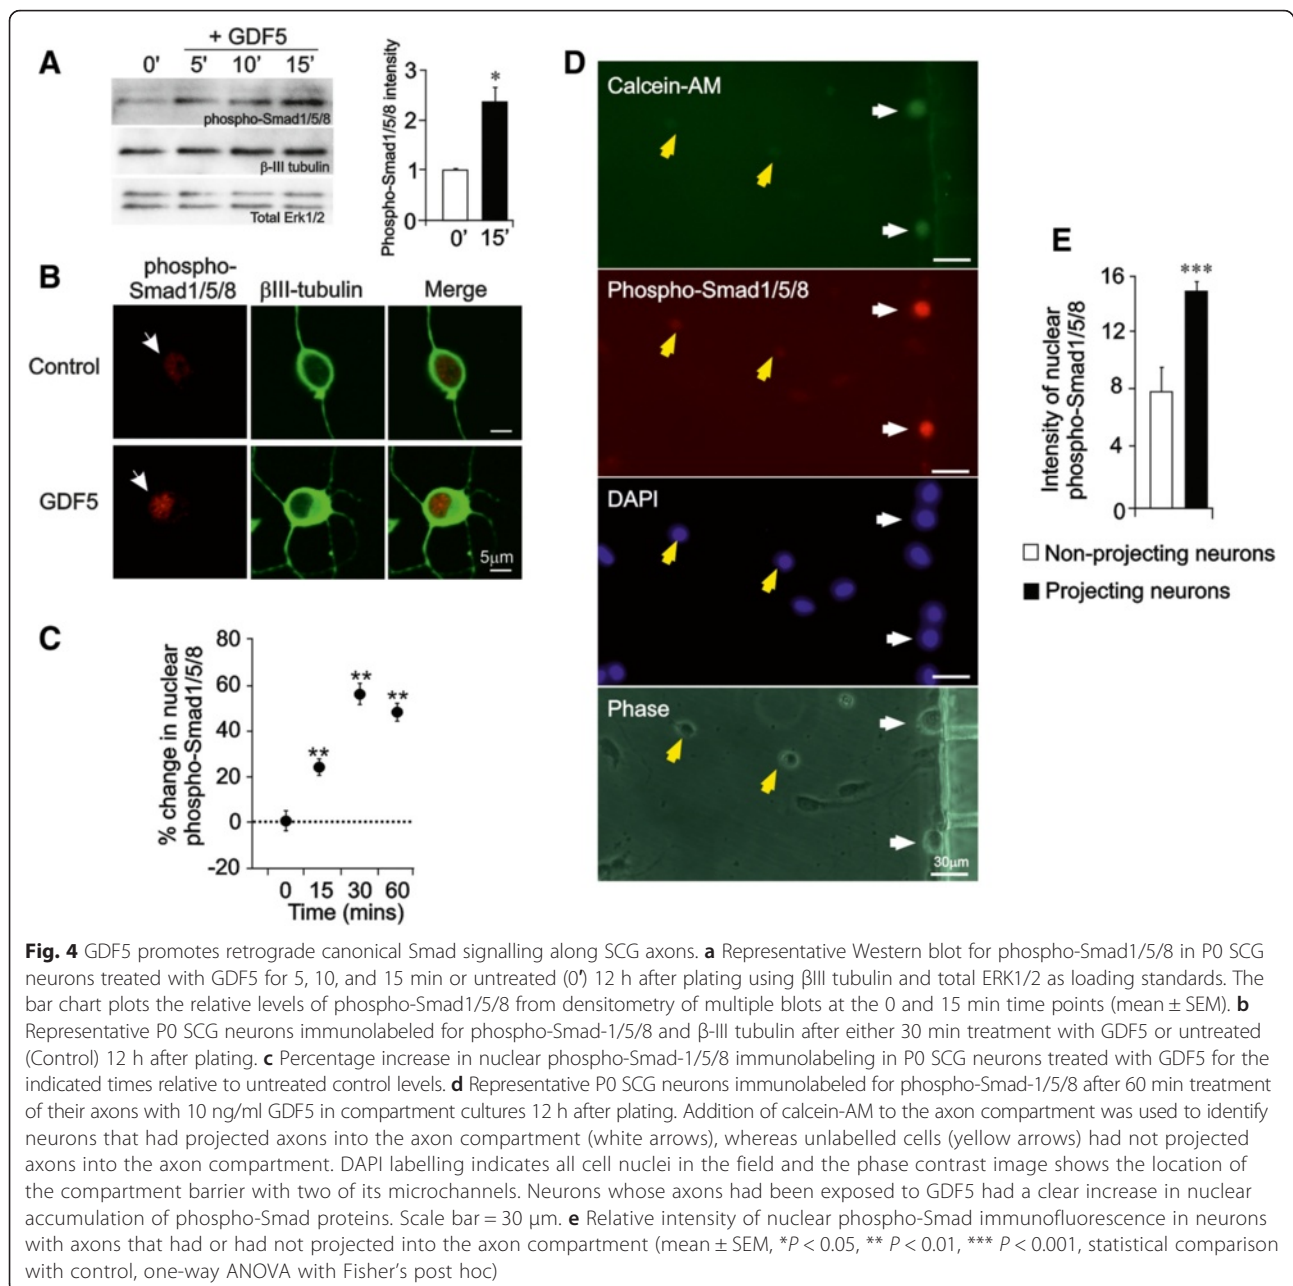 A
+ GDF5
0' 5' 10' 15'
phospho-Smad1/5/8
β-III tubulin
Total Erk1/2
Phospho-Smad1/5/8 intensity
3
2
1
0
*
0' 15'
B
phospho-
Smad1/5/8
βIII-tubulin
Merge
Control
GDF5
5μm
C
% change in nuclear
phospho-Smad1/5/8
80
60
40
20
0
-20
**
**
**
0 15 30 60
Time (mins)
D
Calcein-AM
Phospho-Smad1/5/8
DAPI
Phase
30μm
E
Intensity of nuclear
phospho-Smad1/5/8
16
12
8
4
0
***
Non-projecting neurons
Projecting neurons
Fig. 4 GDF5 promotes retrograde canonical Smad signalling along SCG axons. a Representative Western blot for phospho-Smad1/5/8 in P0 SCG
neurons treated with GDF5 for 5, 10, and 15 min or untreated (0') 12 h after plating using βIII tubulin and total ERK1/2 as loading standards. The
bar chart plots the relative levels of phospho-Smad1/5/8 from densitometry of multiple blots at the 0 and 15 min time points (mean ± SEM). b
Representative P0 SCG neurons immunolabeled for phospho-Smad-1/5/8 and β-III tubulin after either 30 min treatment with GDF5 or untreated
(Control) 12 h after plating. c Percentage increase in nuclear phospho-Smad-1/5/8 immunolabeling in P0 SCG neurons treated with GDF5 for the
indicated times relative to untreated control levels. d Representative P0 SCG neurons immunolabeled for phospho-Smad-1/5/8 after 60 min treatment
of their axons with 10 ng/ml GDF5 in compartment cultures 12 h after plating. Addition of calcein-AM to the axon compartment was used to identify
neurons that had projected axons into the axon compartment (white arrows), whereas unlabelled cells (yellow arrows) had not projected
axons into the axon compartment. DAPI labelling indicates all cell nuclei in the field and the phase contrast image shows the location of
the compartment barrier with two of its microchannels. Neurons whose axons had been exposed to GDF5 had a clear increase in nuclear
accumulation of phospho-Smad proteins. Scale bar = 30 μm. e Relative intensity of nuclear phospho-Smad immunofluorescence in neurons
with axons that had or had not projected into the axon compartment (mean ± SEM, *P < 0.05, ** P < 0.01, *** P < 0.001, statistical comparison
with control, one-way ANOVA with Fisher's post hoc)